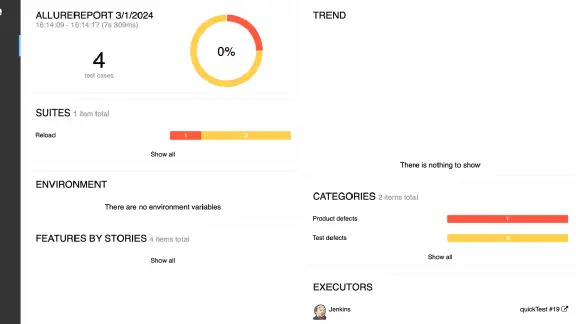 ALLUREREPORT 3/1/2024
16:14:09 - 16:14:17 (7s 309ms)
4
test cases
0%
SUITES 1 item total
Reload
1
3
Show all
ENVIRONMENT
There are no environment variables
FEATURES BY STORIES 4 items total
Show all
TREND
There is nothing to show
CATEGORIES 2 items total
Product defects
1
Test defects
3
Show all
EXECUTORS
Jenkins
quickTest #19